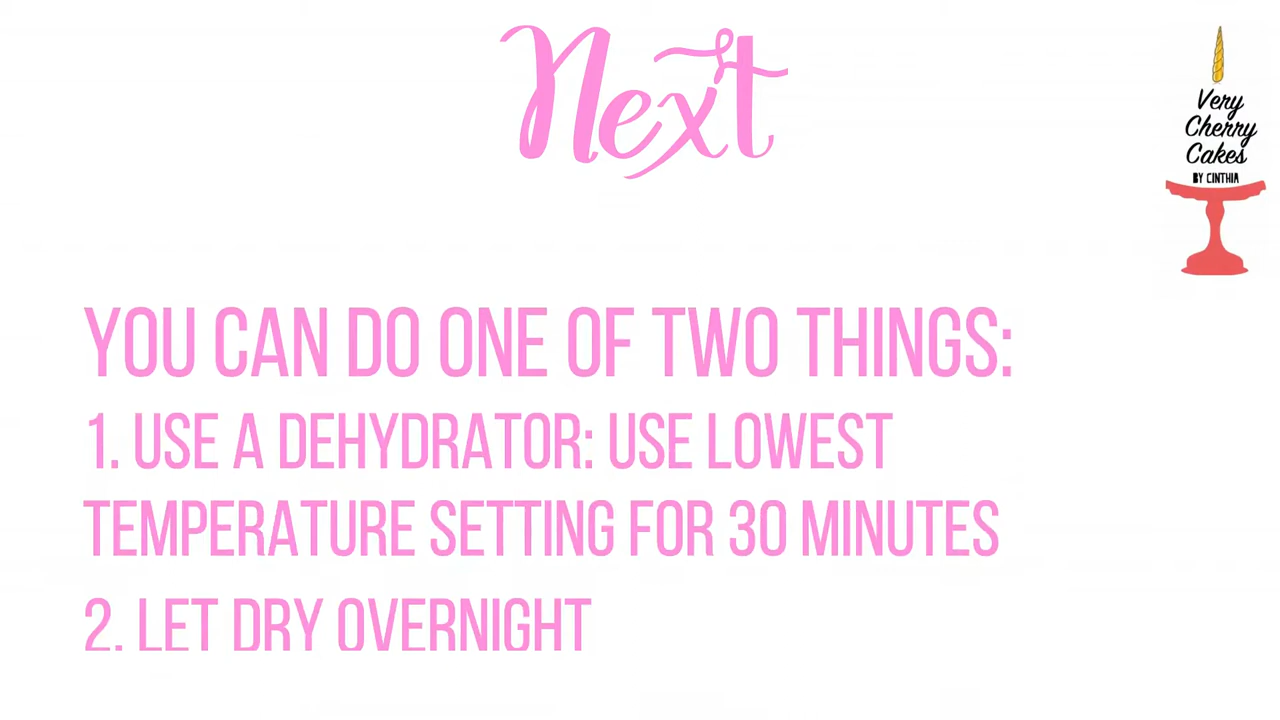 Next
Very
Cherry
Cakes
BY CINTHIA
YOU CAN DO ONE OF TWO THINGS:
1. USE A DEHYDRATOR: USE LOWEST
TEMPERATURE SETTING FOR 30 MINUTES
2. LET DRY OVERNIGHT